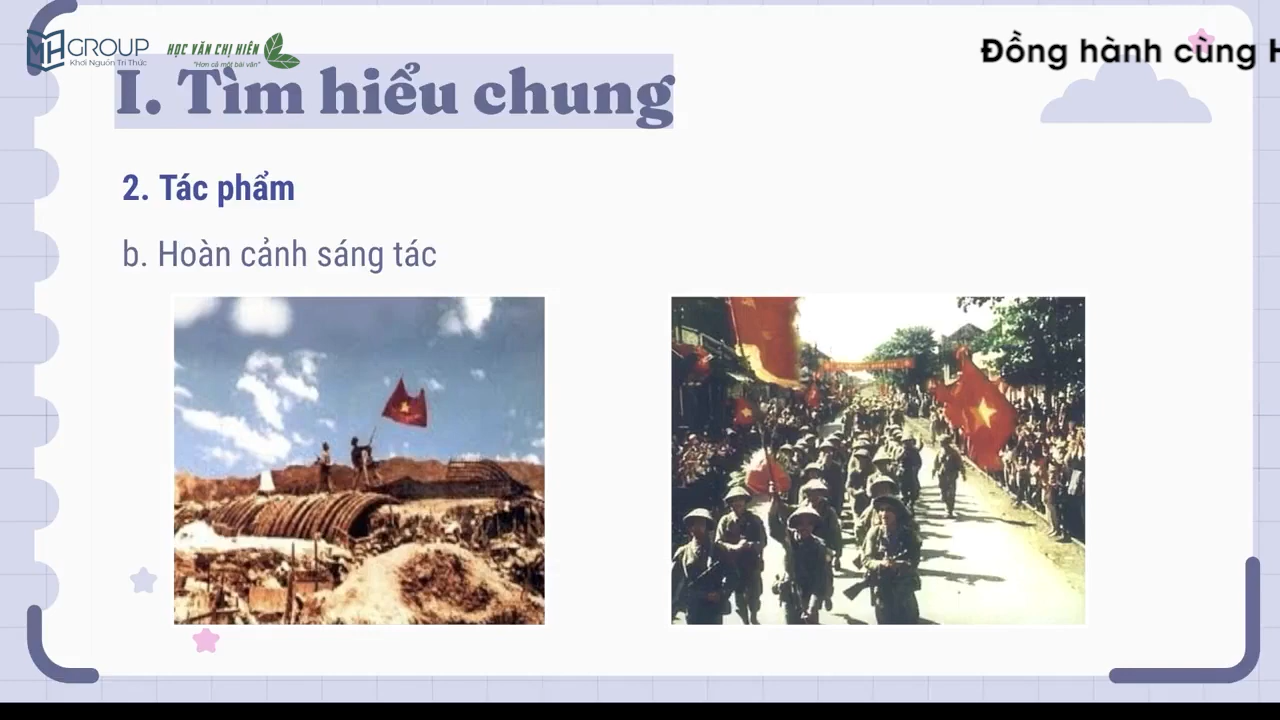 MH GROUP
Khơi Nguồn Tri Thức
HỌC VĂN CHỊ HIÊN
"Hơn cả một bài văn"
Đồng hành cùng H
I. Tìm hiểu chung
2. Tác phẩm
b. Hoàn cảnh sáng tác